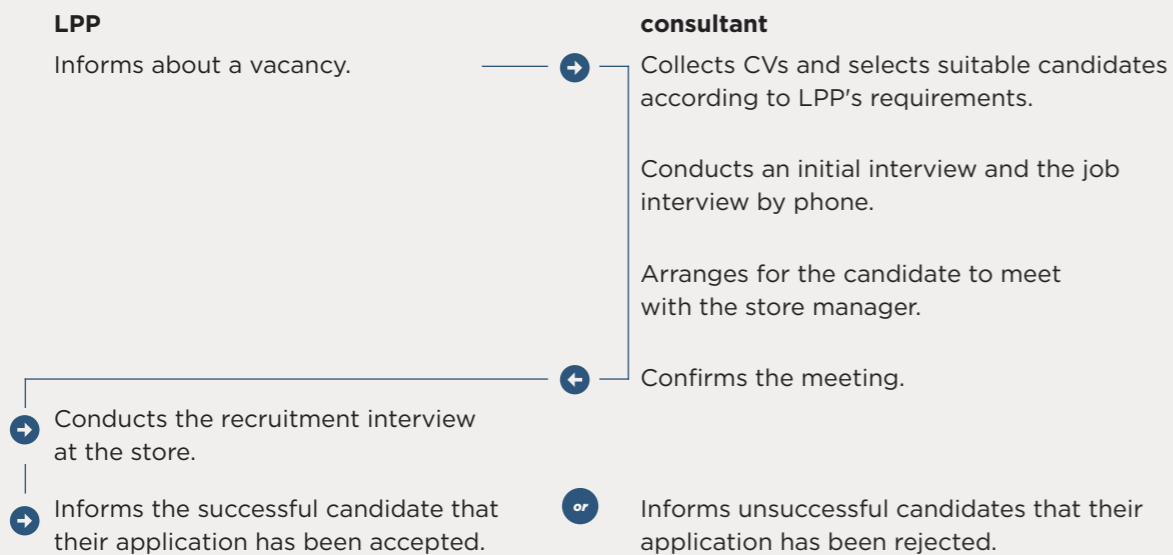 LPP
consultant
Informs about a vacancy.
Collects CVs and selects suitable candidates
according to LPP's requirements.
Conducts an initial interview and the job
interview by phone.
Arranges for the candidate to meet
with the store manager.
Confirms the meeting.
Conducts the recruitment interview
at the store.
Informs the successful candidate that
their application has been accepted.
or
Informs unsuccessful candidates that their
application has been rejected.